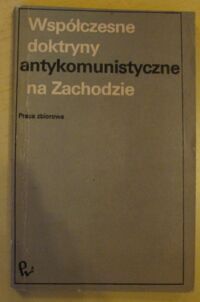 Współczesne
doktryny
antykomunistyczne
na Zachodzie
Praca zbiorowa